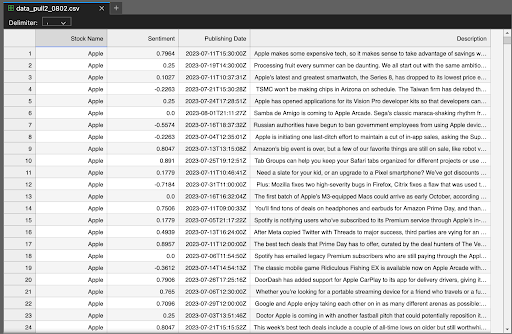 data_pull2_0802.csv
Delimiter: ,
Stock Name Sentiment Publishing Date Description
1 Apple 0.7964 2023-07-11T15:30:00Z Apple makes some expensive tech, so it makes sense to take advantage of savings w...
2 Apple 0.25 2023-07-19T14:30:00Z Processing fruit every summer can be daunting. We all start out with the same ambitio...
3 Apple 0.1027 2023-07-11T10:37:31Z Apple's latest and greatest smartwatch, the Series 8, has dropped to its lowest price e...
4 Apple -0.2263 2023-07-21T15:30:28Z TSMC won't be making chips in Arizona on schedule. The Taiwan firm has delayed th...
5 Apple 0.25 2023-07-24T17:28:51Z Apple has opened applications for its Vision Pro developer kits so that developers can...
6 Apple 0.0 2023-08-01T21:11:27Z Samba de Amigo is coming to Apple Arcade. Sega's classic maraca-shaking rhythm fr...
7 Apple -0.5574 2023-07-18T18:37:32Z Russian authorities have begun to ban government employees from using Apple devic...
8 Apple -0.2263 2023-07-04T12:35:01Z Apple is initiating one last-ditch effort to maintain a cut of in-app sales, asking the Sup...
9 Apple 0.8047 2023-07-13T13:15:08Z Amazon's big event is over, but a few of our favorite things are still on sale, like robot v...
10 Apple 0.891 2023-07-25T19:12:51Z Tab Groups can help you keep your Safari tabs organized for different projects or use ...
11 Apple 0.1779 2023-07-11T10:46:41Z Need a slate for your kid, or an upgrade to a Pixel smartphone? We've got discounts ...
12 Apple -0.7184 2023-07-31T11:00:00Z Plus: Mozilla fixes two high-severity bugs in Firefox, Citrix fixes a flaw that was used t...
13 Apple 0.0 2023-07-16T16:32:04Z The first batch of Apple's M3-equipped Macs could arrive as early October, according ...
14 Apple 0.7506 2023-07-11T09:00:33Z You'll find tons of deals on headphones and earbuds for Amazon Prime Day, and than...
15 Apple 0.1779 2023-07-05T21:17:22Z Spotify is notifying users who've subscribed to its Premium service through Apple's in-...
16 Apple 0.4939 2023-07-13T16:24:00Z After Meta copied Twitter with Threads to major success, third parties are vying for an ...
17 Apple 0.8957 2023-07-11T12:00:00Z The best tech deals that Prime Day has to offer, curated by the deal hunters of The Ve...
18 Apple 0.0 2023-07-06T11:54:50Z Spotify has emailed legacy Premium subscribers who are still paying through the Appl...
19 Apple -0.3612 2023-07-14T14:54:13Z The classic mobile game Ridiculous Fishing EX is available now on Apple Arcade with...
20 Apple 0.7906 2023-07-26T17:25:16Z DoorDash has added support for Apple CarPlay to its app for delivery drivers, giving it...
21 Apple 0.765 2023-07-26T12:30:00Z Whether you're looking for a portable streaming device for a friend who travels or a fu...
22 Apple 0.7096 2023-07-20T12:00:00Z Google and Apple enjoy taking each other on in as many different arenas as possible:...
23 Apple 0.25 2023-07-03T13:51:46Z Doctor Apple is coming in with another fastball pitch that could potentially reposition it ...
24 Apple 0.8047 2023-07-21T15:15:52Z This week's best tech deals include a couple of all-time lows on older but still worthwhi...